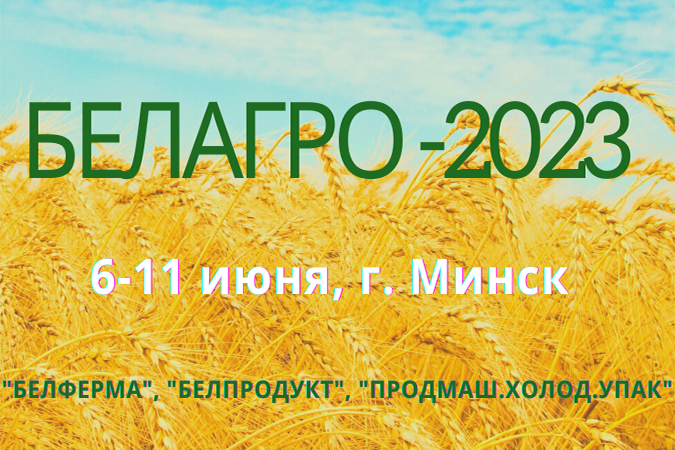 БЕЛАГРО -2023
6-11 июня, г. Минск
"БЕЛФЕРМА", "БЕЛПРОДУКТ", "ПРОДМАШ.ХОЛОД.УПАК"